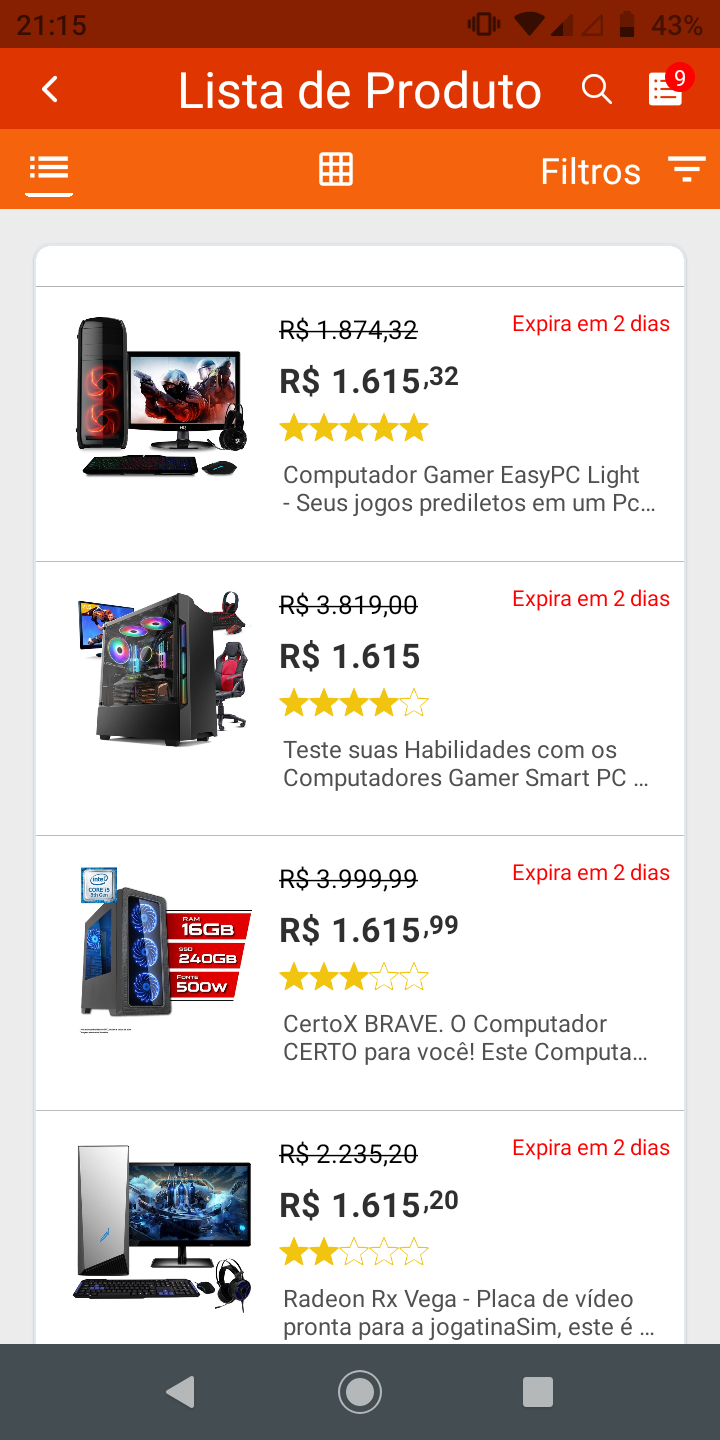 21:15
43%
Lista de Produto
9
Filtros
R$ 1.874,32
Expira em 2 dias
R$ 1.615,32
Computador Gamer EasyPC Light
- Seus jogos prediletos em um Pc...
R$ 3.819,00
Expira em 2 dias
R$ 1.615
Teste suas Habilidades com os
Computadores Gamer Smart PC ...
intel
CORE i5
RAM
16GB
SSD
240GB
FONTE
500W
R$ 3.999,99
Expira em 2 dias
R$ 1.615,99
CertoX BRAVE. O Computador
CERTO para você! Este Computa...
R$ 2.235,20
Expira em 2 dias
R$ 1.615,20
Radeon Rx Vega - Placa de vídeo
pronta para a jogatinaSim, este é ...